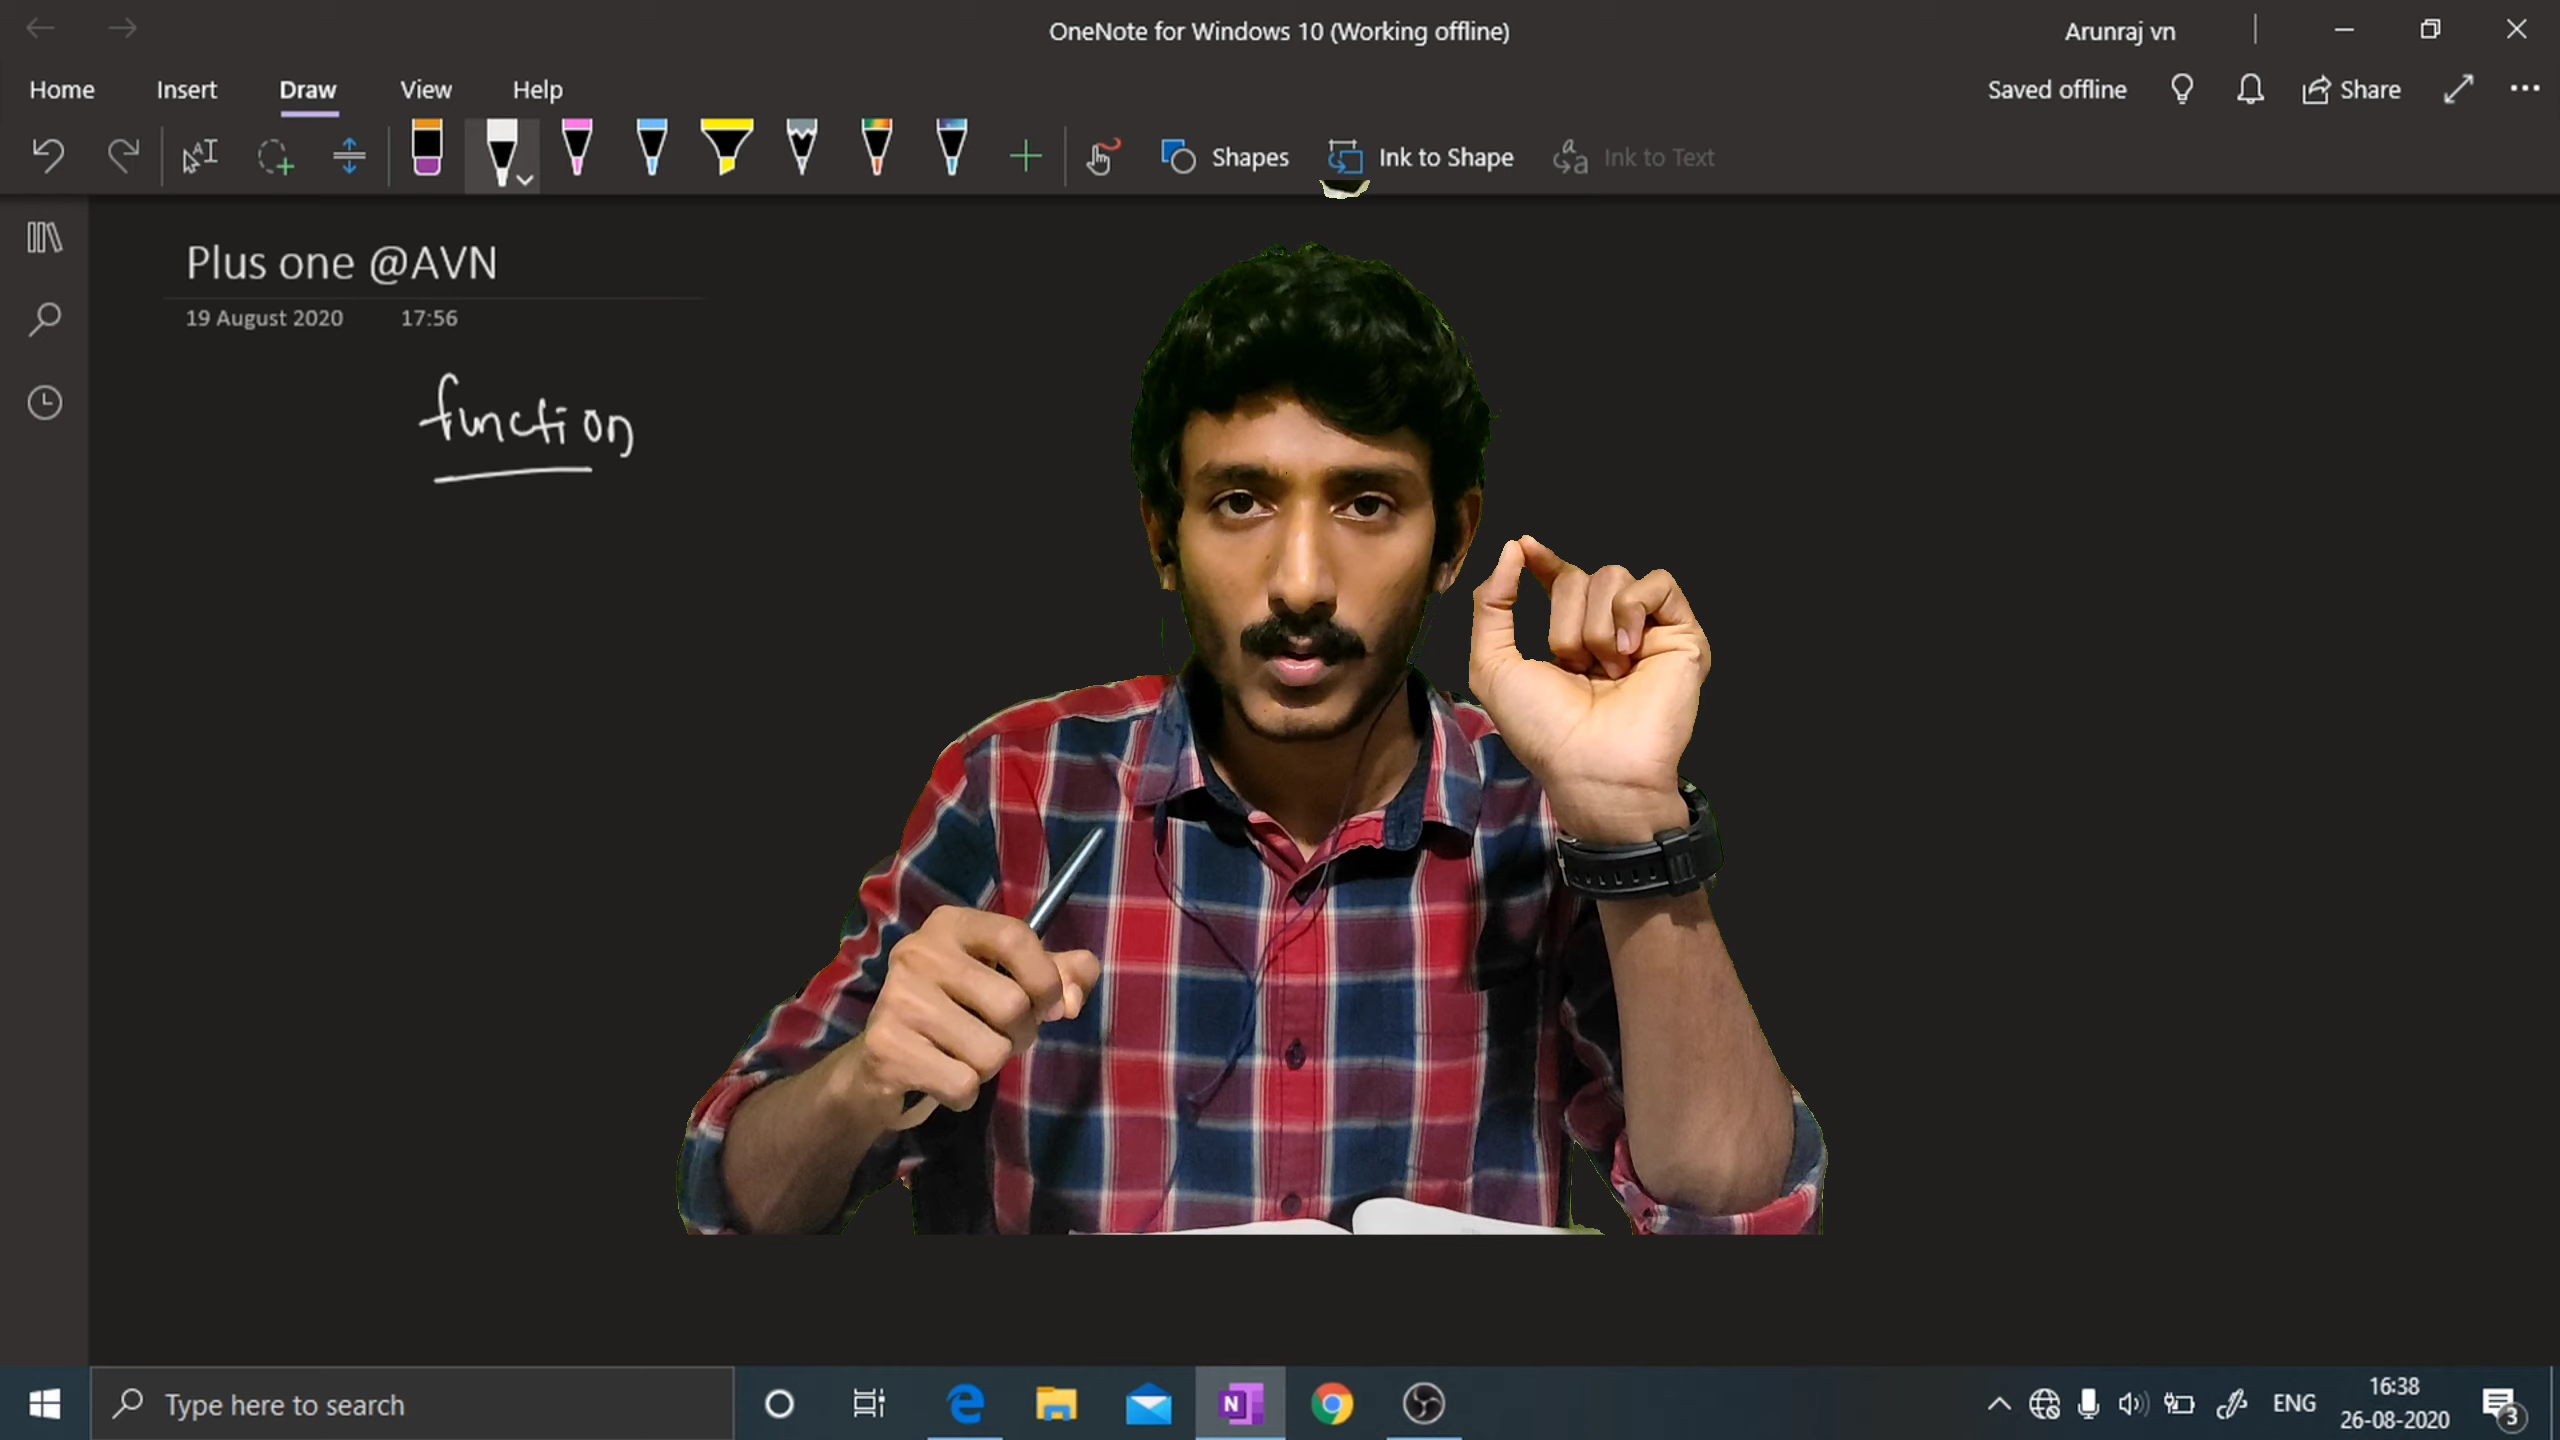 OneNote for Windows 10 (Working offline)
Arunraj vn
Home Insert Draw View Help
Saved offline
Share
Shapes
Ink to Shape
Ink to Text
Plus one @AVN
19 August 2020 17:56
function
Type here to search
N
ENG
16:38
26-08-2020
3